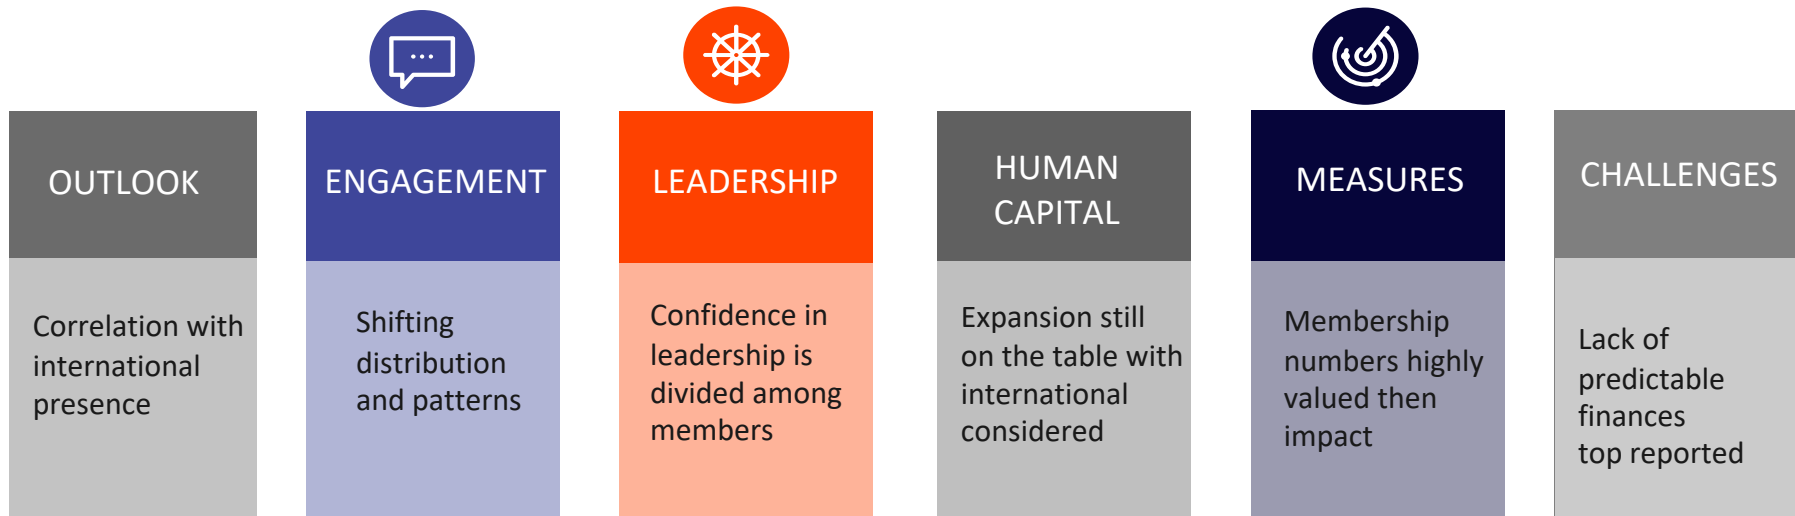 OUTLOOK
Correlation with
international
presence
ENGAGEMENT
Shifting
distribution
and patterns
LEADERSHIP
Confidence in
leadership is
divided among
members
HUMAN
CAPITAL
Expansion still
on the table with
international
considered
MEASURES
Membership
numbers highly
valued then
impact
CHALLENGES
Lack of
predictable
finances
top reported